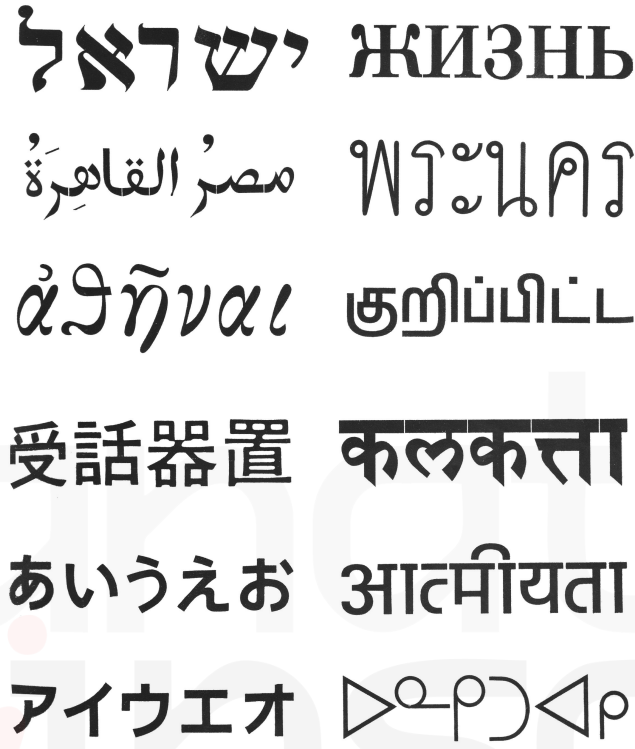 ישראל
ЖИЗНЬ
مصرُ القاهِرَةُ
พระนคร
ἀϑῆναι
குறிப்பிட்ட
受話器置
कलकत्ता
あいうえお
आत्मीयता
アイウエオ